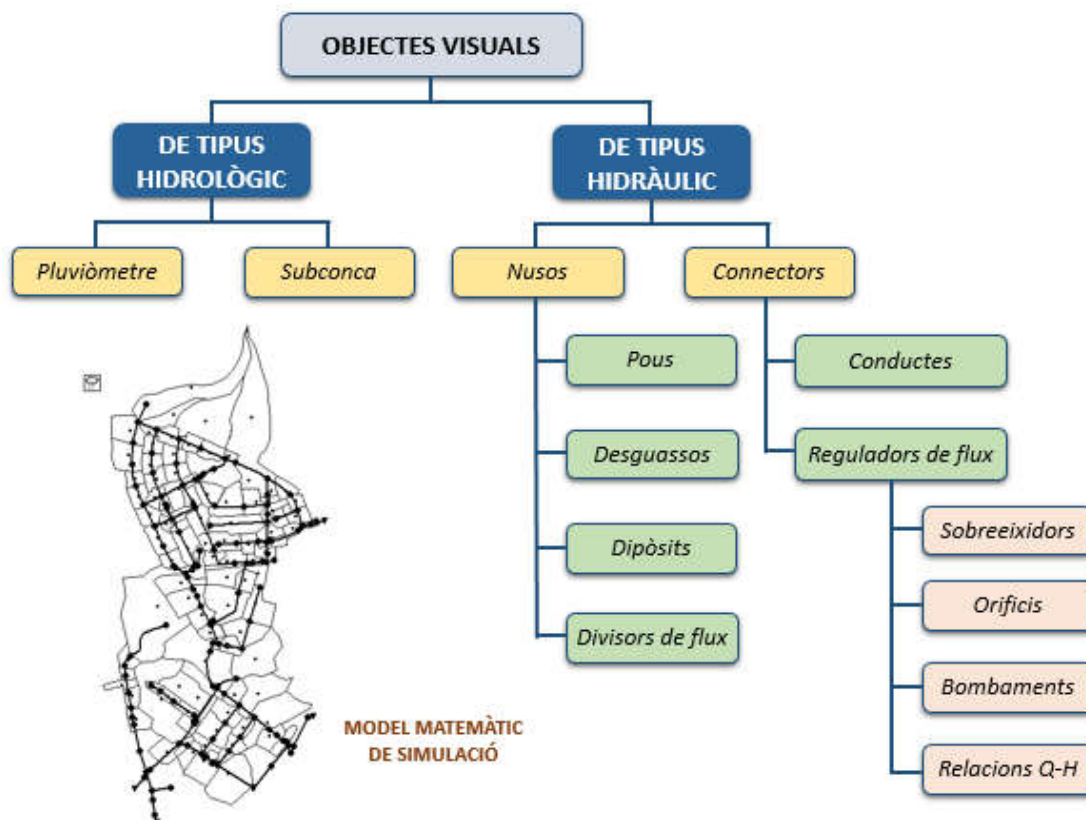 OBJECTES VISUALS
DE TIPUS
HIDROLÒGIC
DE TIPUS
HIDRÀULIC
Pluviòmetre
Subconca
Nusos
Connectors
Pous
Conductes
Desguassos
Reguladors de flux
Sobreeixidors
Dipòsits
Orificis
Divisors de flux
Bombaments
MODEL MATEMÀTIC
DE SIMULACIÓ
Relacions Q-H